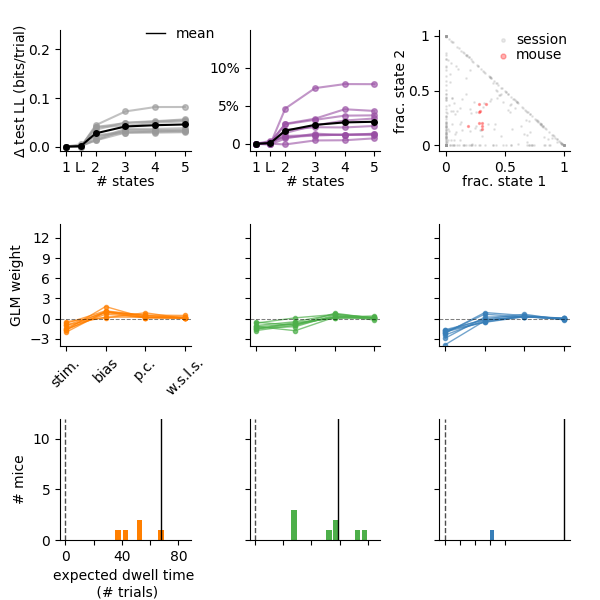 mean
session
mouse
Δ test LL (bits/trial)
0.2
0.1
0.0
1 L. 2 3 4 5
# states
10%
5%
0
1 L. 2 3 4 5
# states
frac. state 2
1
0.5
0
0 0.5 1
frac. state 1
GLM weight
12
9
6
3
0
−3
stim.
bias
p.c.
w.s.l.s.
# mice
10
5
0
0 40 80
expected dwell time
(# trials)